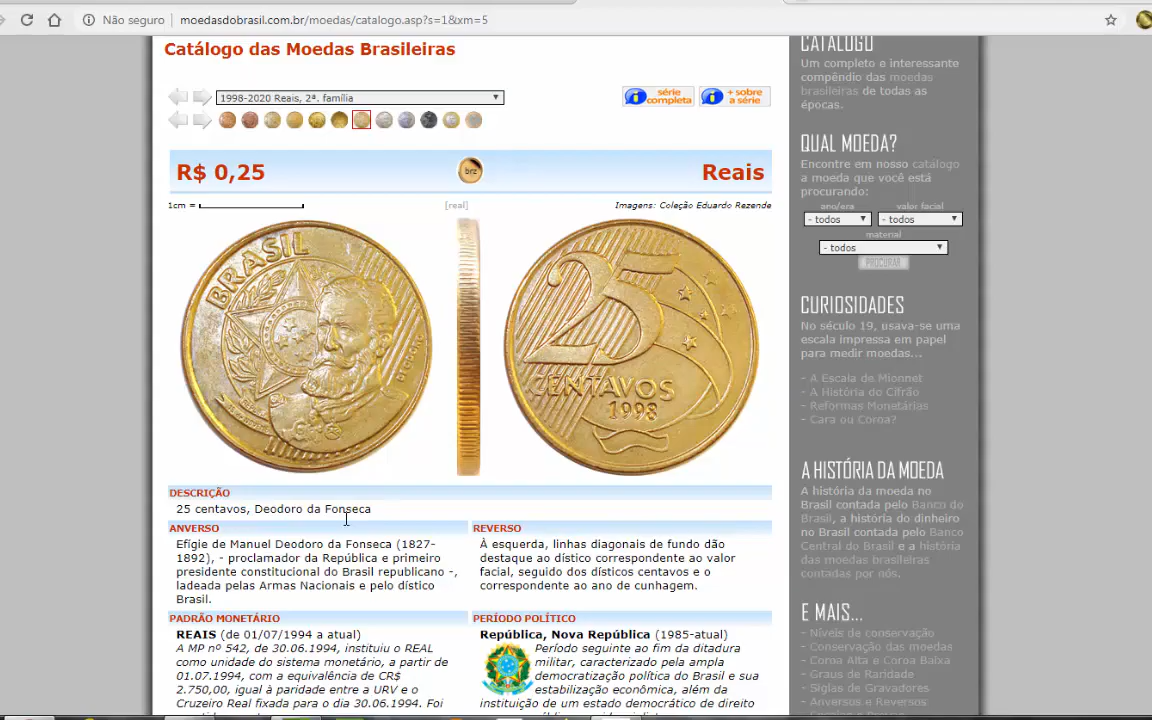 Não seguro
moedasdobrasil.com.br/moedas/catalogo.asp?s=1&xm=5
Catálogo das Moedas Brasileiras
1998-2020 Reais, 2ª. família
série
completa
+ sobre
a série
R$ 0,25
brz
Reais
1cm =
[real]
Imagens: Coleção Eduardo Rezende
BRASIL
DEODORO
25
CENTAVOS
1998
DESCRIÇÃO
25 centavos, Deodoro da Fonseca
ANVERSO
Efígie de Manuel Deodoro da Fonseca (1827-
1892), - proclamador da República e primeiro
presidente constitucional do Brasil republicano -,
ladeada pelas Armas Nacionais e pelo dístico
Brasil.
REVERSO
À esquerda, linhas diagonais de fundo dão
destaque ao dístico correspondente ao valor
facial, seguido dos dísticos centavos e o
correspondente ao ano de cunhagem.
PADRÃO MONETÁRIO
REAIS (de 01/07/1994 a atual)
A MP nº 542, de 30.06.1994, instituiu o REAL
como unidade do sistema monetário, a partir de
01.07.1994, com a equivalência de CR$
2.750,00, igual à paridade entre a URV e o
Cruzeiro Real fixada para o dia 30.06.1994. Foi
PERÍODO POLÍTICO
República, Nova República (1985-atual)
Período seguinte ao fim da ditadura
militar, caracterizado pela ampla
democratização política do Brasil e sua
estabilização econômica, além da
instituição de um estado democrático de direito
CATÁLOGO
Um completo e interessante
compêndio das moedas
brasileiras de todas as
épocas.
QUAL MOEDA?
Encontre em nosso catálogo
a moeda que você está
procurando:
ano/era valor facial
- todos - todos
material
- todos
PROCURAR
CURIOSIDADES
No século 19, usava-se uma
escala impressa em papel
para medir moedas...
- A Escala de Mionnet
- A História do Cifrão
- Reformas Monetárias
- Cara ou Coroa?
A HISTÓRIA DA MOEDA
A história da moeda no
Brasil contada pelo Banco do
Brasil, a história do dinheiro
no Brasil contada pelo Banco
Central do Brasil e a história
das moedas brasileiras
contadas por nós.
E MAIS...
- Níveis de conservação
- Conservação das moedas
- Coroa Alta e Coroa Baixa
- Graus de Raridade
- Siglas de Gravadores
- Anversos e Reversos